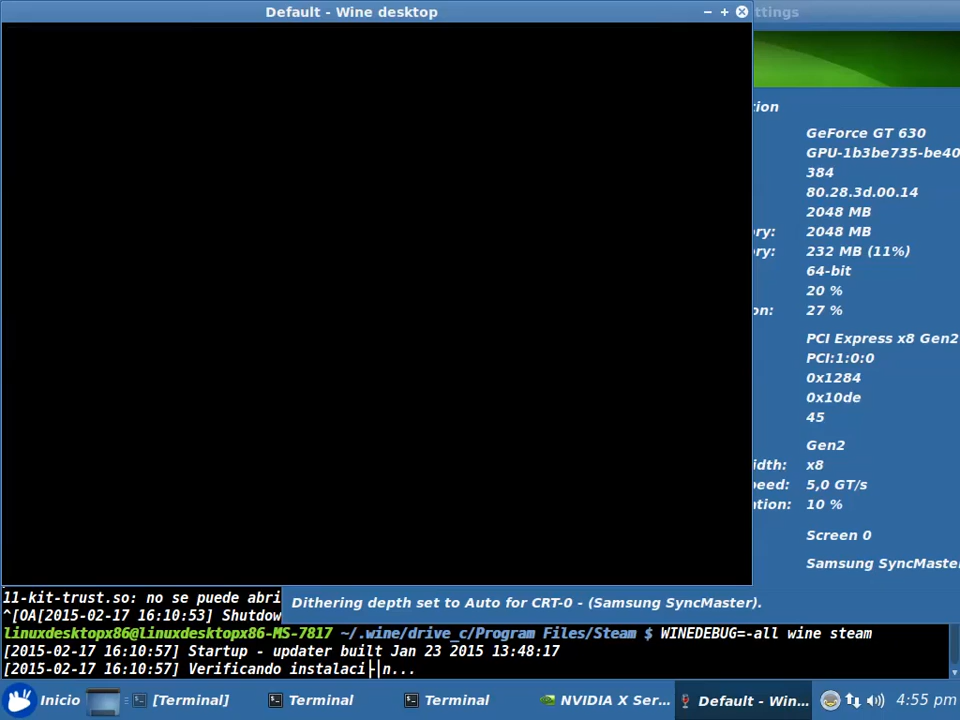 Default - Wine desktop
ttings
tion
GeForce GT 630
GPU-1b3be735-be40
384
80.28.3d.00.14
2048 MB
ory: 2048 MB
ory: 232 MB (11%)
64-bit
20 %
on: 27 %
PCI Express x8 Gen2
PCI:1:0:0
0x1284
0x10de
45
Gen2
idth: x8
peed: 5,0 GT/s
ation: 10 %
Screen 0
Samsung SyncMaster
11-kit-trust.so: no se puede abri
Dithering depth set to Auto for CRT-0 - (Samsung SyncMaster).
^[OA[2015-02-17 16:10:53] Shutdow
linuxdesktopx86@linuxdesktopx86-MS-7817 ~/.wine/drive_c/Program Files/Steam $ WINEDEBUG=-all wine steam
[2015-02-17 16:10:57] Startup - updater built Jan 23 2015 13:48:17
[2015-02-17 16:10:57] Verificando instalaci├│n...
Inicio [Terminal] Terminal Terminal NVIDIA X Ser... Default - Win... 4:55 pm